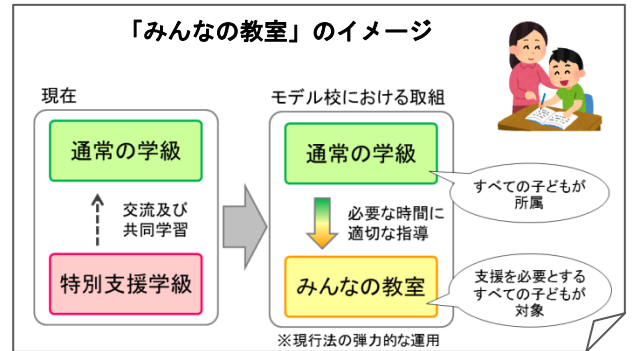 「みんなの教室」のイメージ
現在
通常の学級
交流及び
共同学習
特別支援学級
モデル校における取組
通常の学級
必要な時間に
適切な指導
みんなの教室
※現行法の弾力的な運用
すべての子どもが
所属
支援を必要とする
すべての子どもが
対象